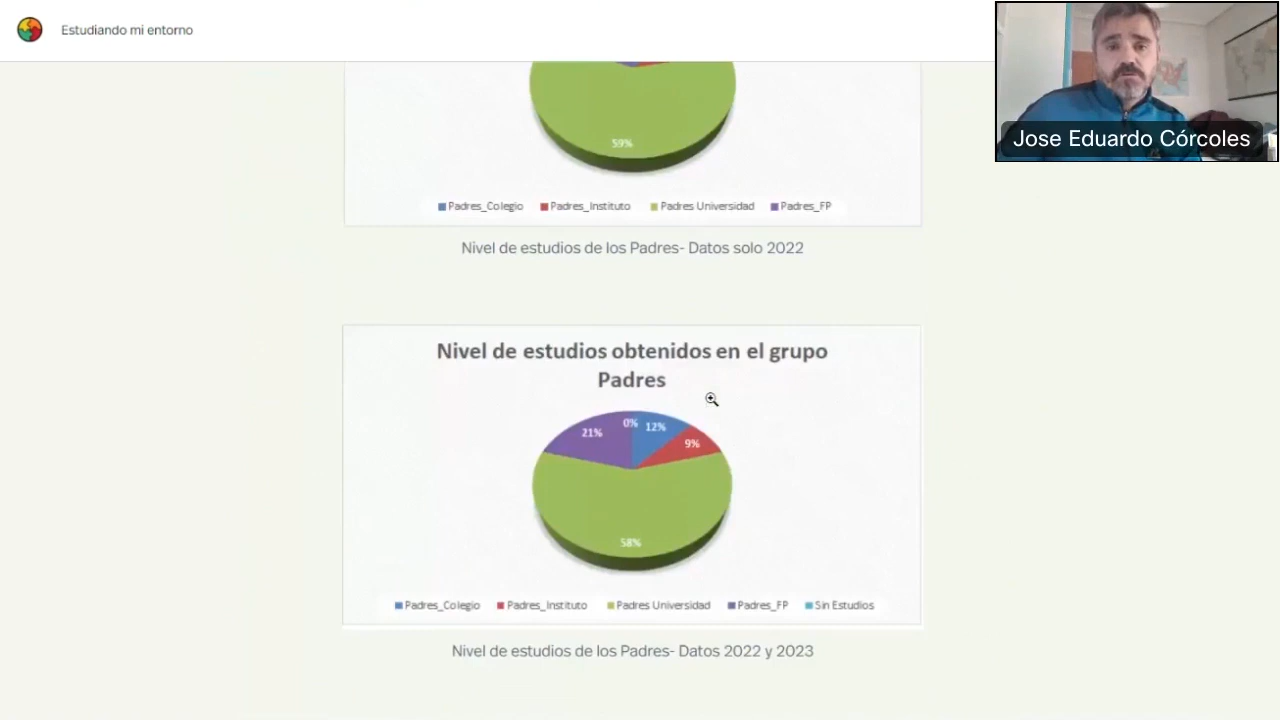 Estudiando mi entorno
Jose Eduardo Córcoles
59%
Padres_Colegio Padres_Instituto Padres Universidad Padres_FP
Nivel de estudios de los Padres- Datos solo 2022
Nivel de estudios obtenidos en el grupo
Padres
21% 0% 12%
9%
58%
Padres_Colegio Padres_Instituto Padres Universidad Padres_FP Sin Estudios
Nivel de estudios de los Padres- Datos 2022 y 2023